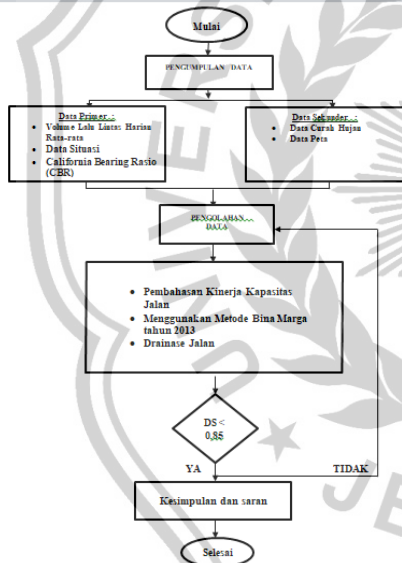 Mulai
PENGUMPULAN DATA
Data Primer :
• Volume Lalu Lintas Harian
Rata-rata
• Data Situasi
• California Bearing Rasio
(CBR)
Data Sekunder :
• Data Curah Hujan
• Data Peta
PENGOLAHAN
DATA
• Pembahasan Kinerja Kapasitas
Jalan
• Menggunakan Metode Bina Marga
tahun 2013
• Drainase Jalan
DS <
0,85
YA
TIDAK
Kesimpulan dan saran
Selesai
UNIVERS
JE